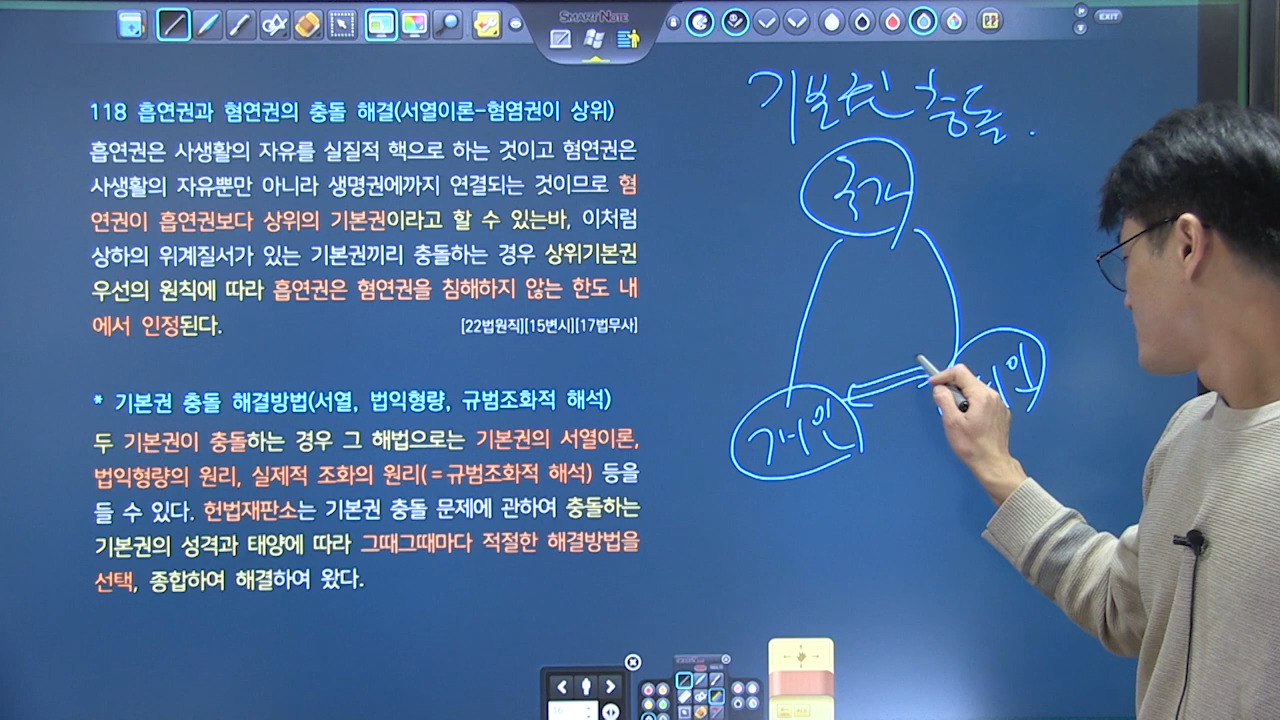 SMARTNOTE
EXIT
118 흡연권과 혐연권의 충돌 해결(서열이론-혐염권이 상위)
흡연권은 사생활의 자유를 실질적 핵으로 하는 것이고 혐연권은
사생활의 자유뿐만 아니라 생명권에까지 연결되는 것이므로 혐
연권이 흡연권보다 상위의 기본권이라고 할 수 있는바, 이처럼
상하의 위계질서가 있는 기본권끼리 충돌하는 경우 상위기본권
우선의 원칙에 따라 흡연권은 혐연권을 침해하지 않는 한도 내
에서 인정된다.
[22법원직][15변시][17법무사]
* 기본권 충돌 해결방법(서열, 법익형량, 규범조화적 해석)
두 기본권이 충돌하는 경우 그 해법으로는 기본권의 서열이론,
법익형량의 원리, 실제적 조화의 원리(=규범조화적 해석) 등을
들 수 있다. 헌법재판소는 기본권 충돌 문제에 관하여 충돌하는
기본권의 성격과 태양에 따라 그때그때마다 적절한 해결방법을
선택, 종합하여 해결하여 왔다.
기본권 충돌.
국가
개인